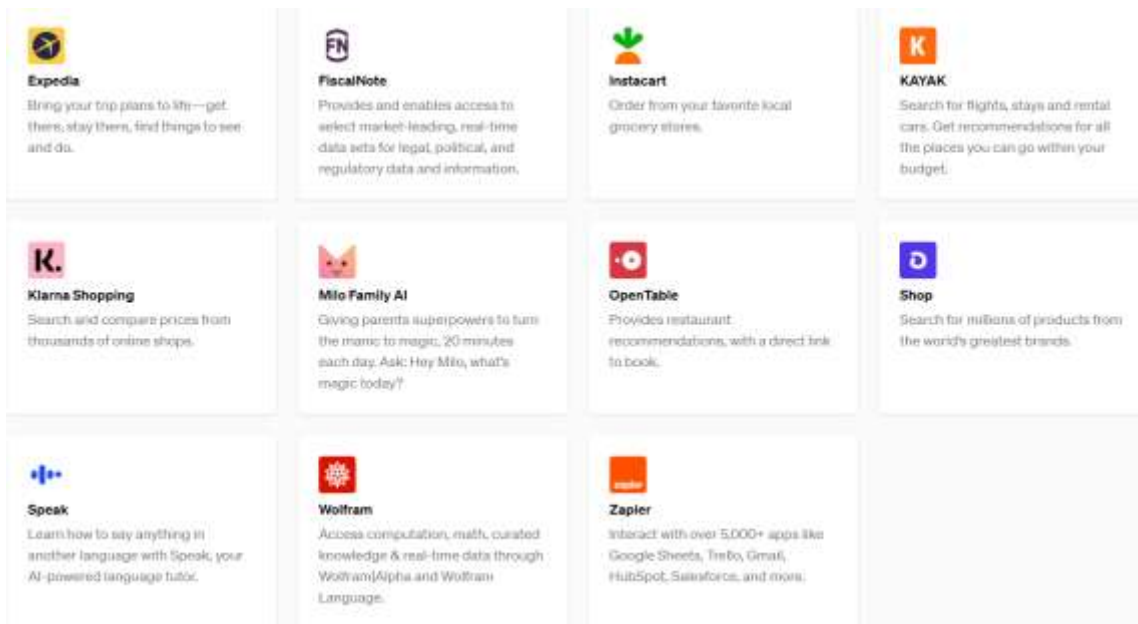 Expedia
Bring your trip plans to life—get
there, stay there, find things to see
and do.
FN
FiscalNote
Provides and enables access to
select market-leading, real-time
data sets for legal, political, and
regulatory data and information.
Instacart
Order from your favorite local
grocery stores.
K
KAYAK
Search for flights, stays and rental
cars. Get recommendations for all
the places you can go within your
budget.
K.
Klarna Shopping
Search and compare prices from
thousands of online shops.
Milo Family AI
Giving parents superpowers to turn
the manic to magic, 20 minutes
each day. Ask: Hey Milo, what's
magic today?
OpenTable
Provides restaurant
recommendations, with a direct link
to book.
Shop
Search for millions of products from
the world's greatest brands.
Speak
Learn how to say anything in
another language with Speak, your
AI-powered language tutor.
Wolfram
Access computation, math, curated
knowledge & real-time data through
Wolfram|Alpha and Wolfram
Language.
zapier
Zapier
Interact with over 5,000+ apps like
Google Sheets, Trello, Gmail,
HubSpot, Salesforce, and more.